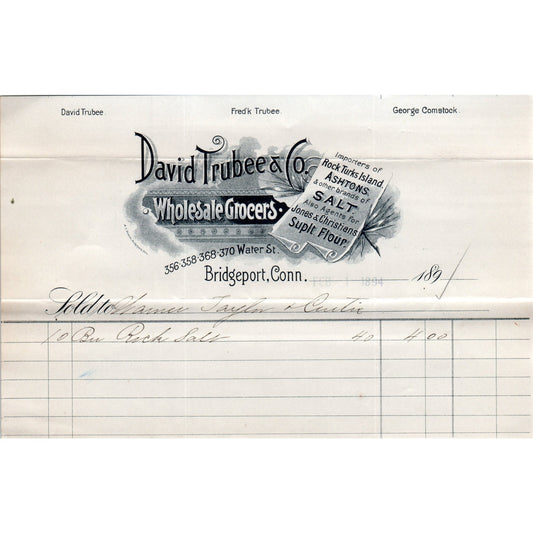 David Trubee. Fred'k Trubee. George Comstock.
David Trubee & Co.
Wholesale Grocers.
Importers of
Rock Turks Island.
ASHTONS.
& other brands of
SALT
Also Agents for
Jones & Christians
Suplt Flour
356-358-368-370 Water St.
Bridgeport, Conn. FEB 1 1894 189
Sold to Warner Taylor & Curtis
10 Bu Rock Salt 40 4 00